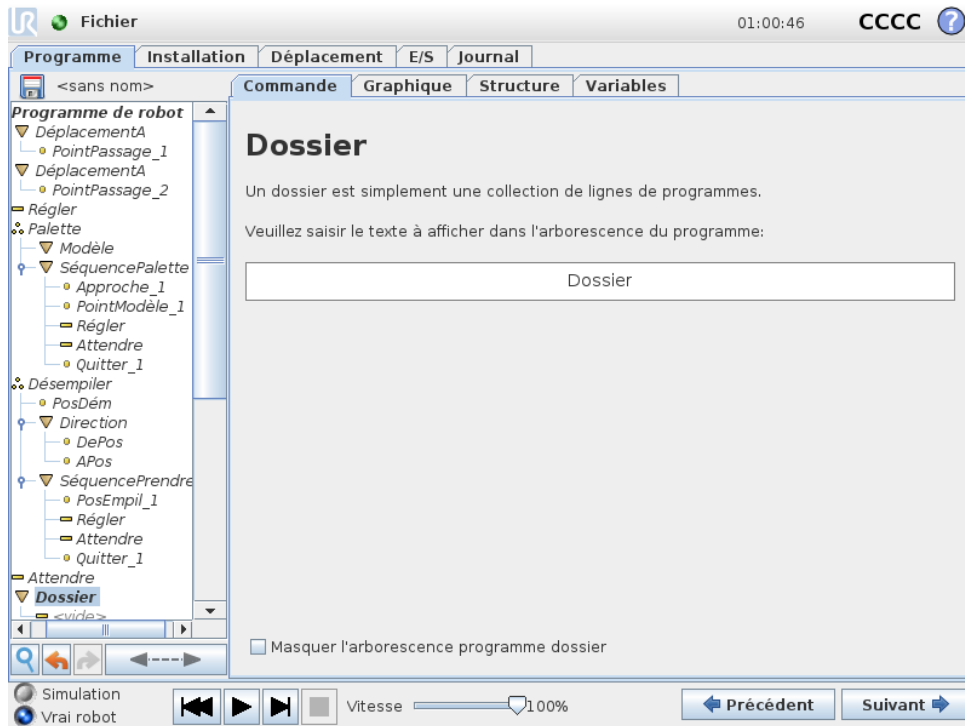 UR Fichier 01:00:46 CCCC ?
Programme Installation Déplacement E/S Journal
<sans nom>
Commande Graphique Structure Variables
Programme de robot
DéplacementA
PointPassage_1
DéplacementA
PointPassage_2
Régler
Palette
Modèle
SéquencePalette
Approche_1
PointModèle_1
Régler
Attendre
Quitter_1
Désempiler
PosDém
Direction
DePos
APos
SéquencePrendre
PosEmpil_1
Régler
Attendre
Quitter_1
Attendre
Dossier
<vide>
Dossier
Un dossier est simplement une collection de lignes de programmes.
Veuillez saisir le texte à afficher dans l'arborescence du programme:
Dossier
Masquer l'arborescence programme dossier
Simulation
Vrai robot
Vitesse 100%
Précédent
Suivant